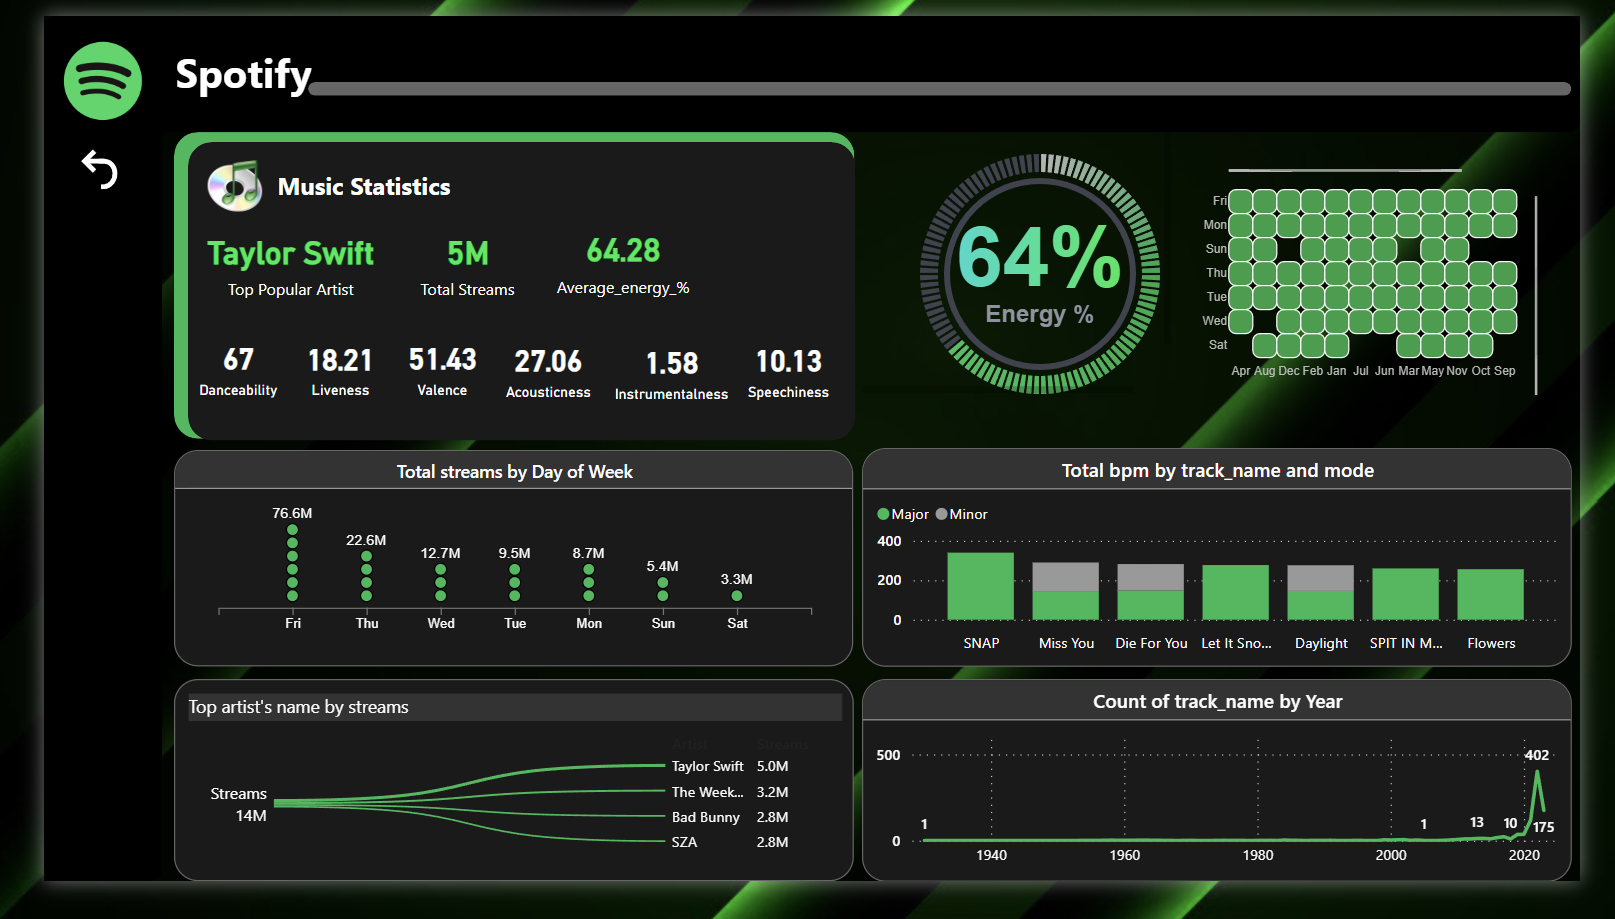 Spotify
Music Statistics
Taylor Swift 5M 64.28
Top Popular Artist Total Streams Average_energy_%
67 18.21 51.43 27.06 1.58 10.13
Danceability Liveness Valence Acousticness Instrumentalness Speechiness
64%
Energy %
Fri
Mon
Sun
Thu
Tue
Wed
Sat
Apr Aug Dec Feb Jan Jul Jun Mar May Nov Oct Sep
Total streams by Day of Week
76.6M 22.6M 12.7M 9.5M 8.7M 5.4M 3.3M
Fri Thu Wed Tue Mon Sun Sat
Total bpm by track_name and mode
Major Minor
400
200
0
SNAP Miss You Die For You Let It Sno... Daylight SPIT IN M... Flowers
Top artist's name by streams
Artist Streams
Streams
14M
Taylor Swift 5.0M
The Week... 3.2M
Bad Bunny 2.8M
SZA 2.8M
Count of track_name by Year
500
0
1 1 13 10 402 175
1940 1960 1980 2000 2020